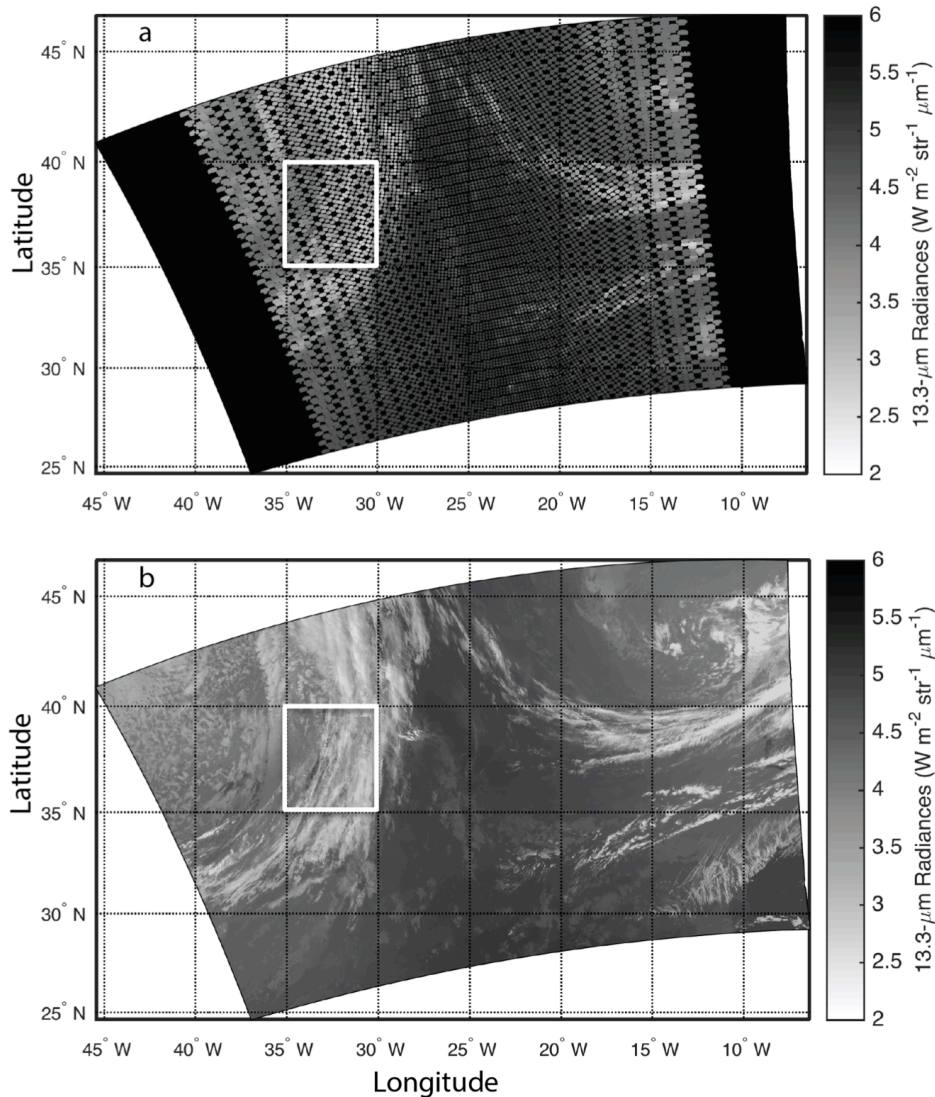 a
45° N
40° N
35° N
30° N
25° N
Latitude
45° W
40° W
35° W
30° W
25° W
20° W
15° W
10° W
6
5.5
5
4.5
4
3.5
3
2.5
2
13.3-μm Radiances (W m-2 str-1 μm-1)
b
45° N
40° N
35° N
30° N
25° N
Latitude
45° W
40° W
35° W
30° W
25° W
20° W
15° W
10° W
Longitude
6
5.5
5
4.5
4
3.5
3
2.5
2
13.3-μm Radiances (W m-2 str-1 μm-1)